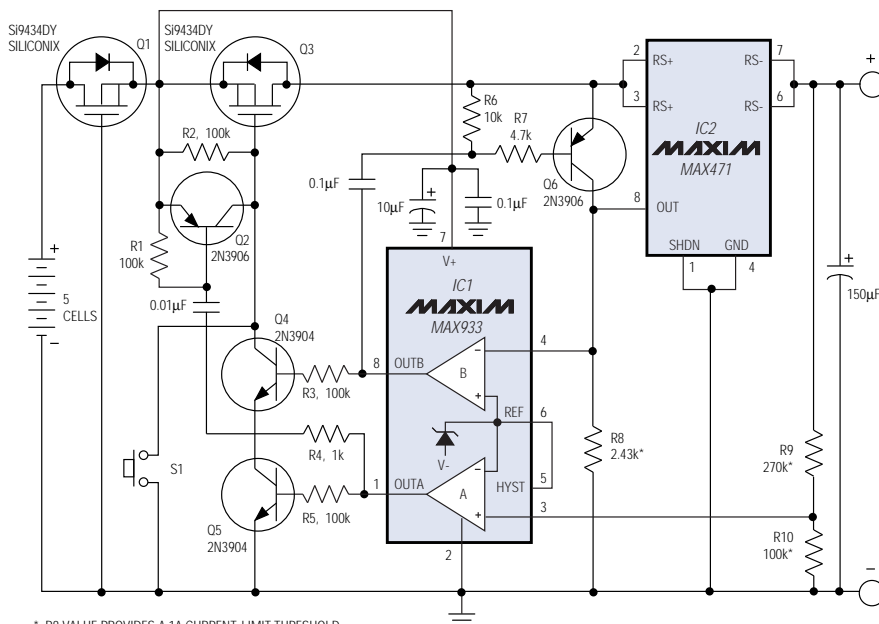 Si9434DY
SILICONIX
Q1
Si9434DY
SILICONIX
Q3
R6
10k
R7
4.7k
Q6
2N3906
2
RS+
3
RS+
RS-
7
RS-
6
IC2
MAXIM
MAX471
8
OUT
SHDN
GND
1
4
+
R2, 100k
0.1µF
10µF
+
0.1µF
Q2
2N3906
R1
100k
0.01µF
+
5
CELLS
−
Q4
2N3904
R3, 100k
R4, 1k
S1
Q5
2N3904
R5, 100k
7
V+
IC1
MAXIM
MAX933
8
OUTB
B
−
+
4
REF
6
V-
HYST
5
1
OUTA
A
−
+
3
2
R8
2.43k*
+
150µF
R9
270k*
R10
100k*
−
* R8 VALUE PROVIDES A 1A CURRENT-LIMIT THRESHOLD